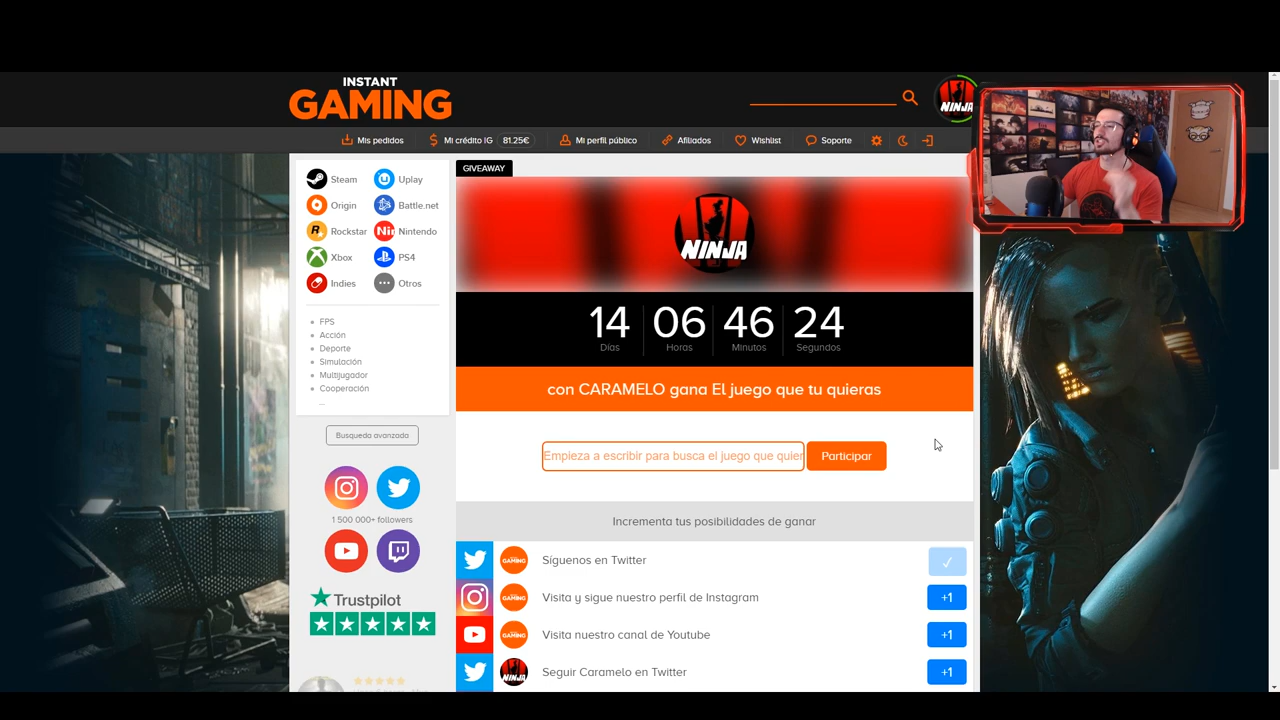 INSTANT
GAMING
NINJA
Mis pedidos
Mi crédito IG 81.25€
Mi perfil público
Afiliados
Wishlist
Soporte
Steam
Uplay
Origin
Battle.net
Rockstar
Nintendo
Xbox
PS4
Indies
Otros
FPS
Acción
Deporte
Simulación
Multijugador
Cooperación
...
Busqueda avanzada
1 500 000+ followers
Trustpilot
GIVEAWAY
NINJA
14 06 46 24
Días Horas Minutos Segundos
con CARAMELO gana El juego que tu quieras
Empieza a escribir para busca el juego que quier
Participar
Incrementa tus posibilidades de ganar
GAMING
Síguenos en Twitter
GAMING
Visita y sigue nuestro perfil de Instagram
+1
GAMING
Visita nuestro canal de Youtube
+1
NINJA
Seguir Caramelo en Twitter
+1